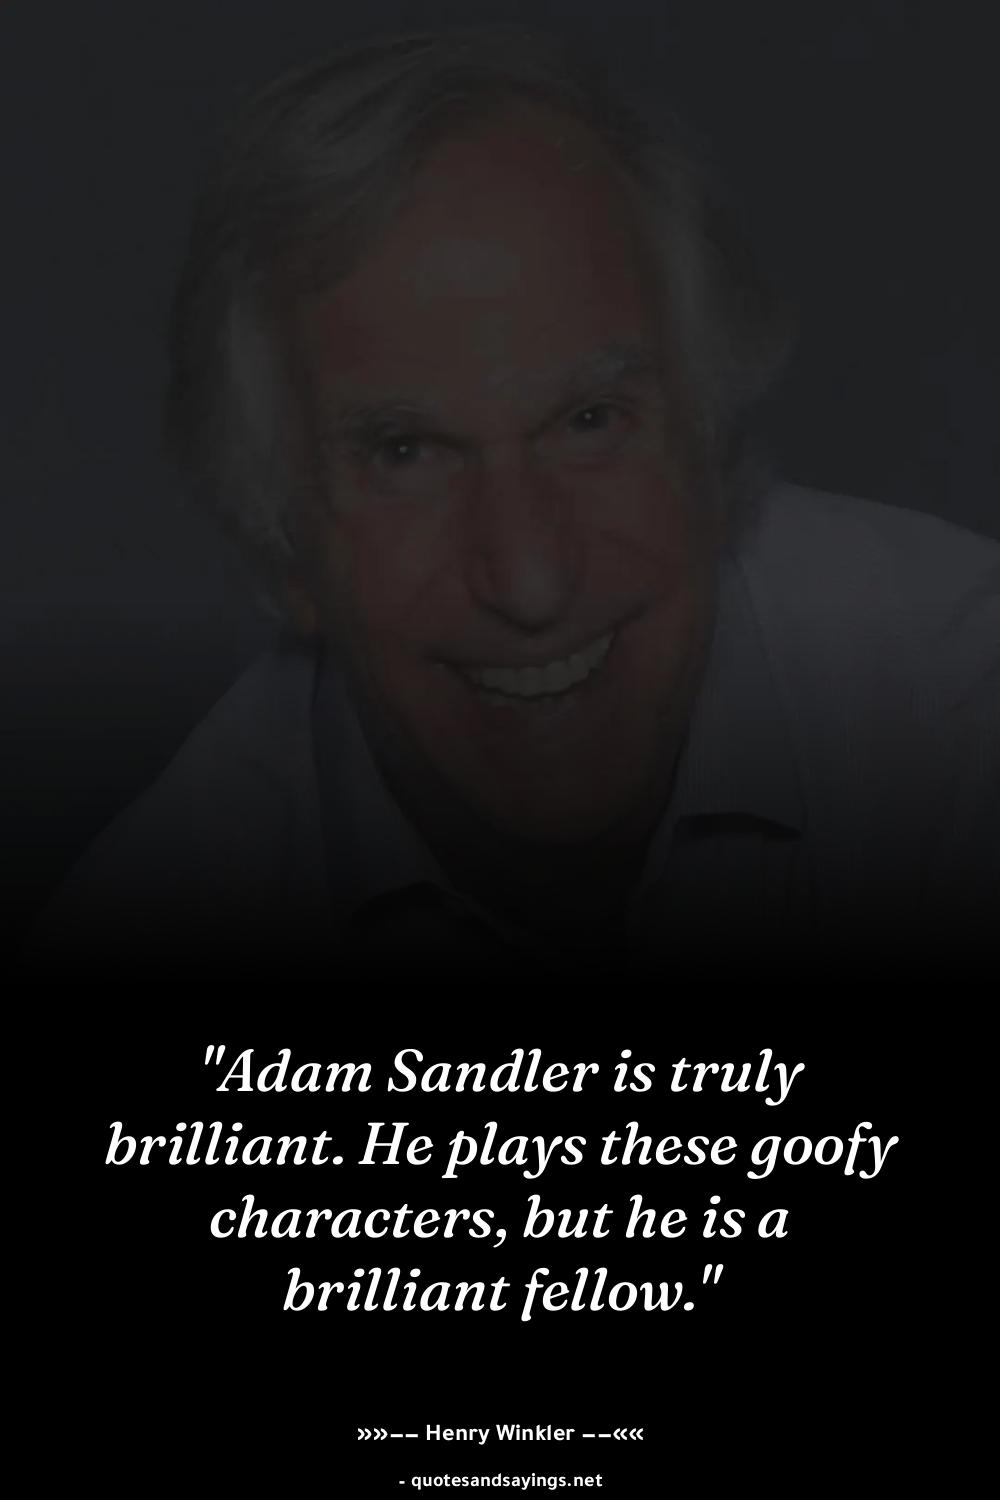 "Adam Sandler is truly
brilliant. He plays these goofy
characters, but he is a
brilliant fellow."
»»–– Henry Winkler ––««
- quotesandsayings.net